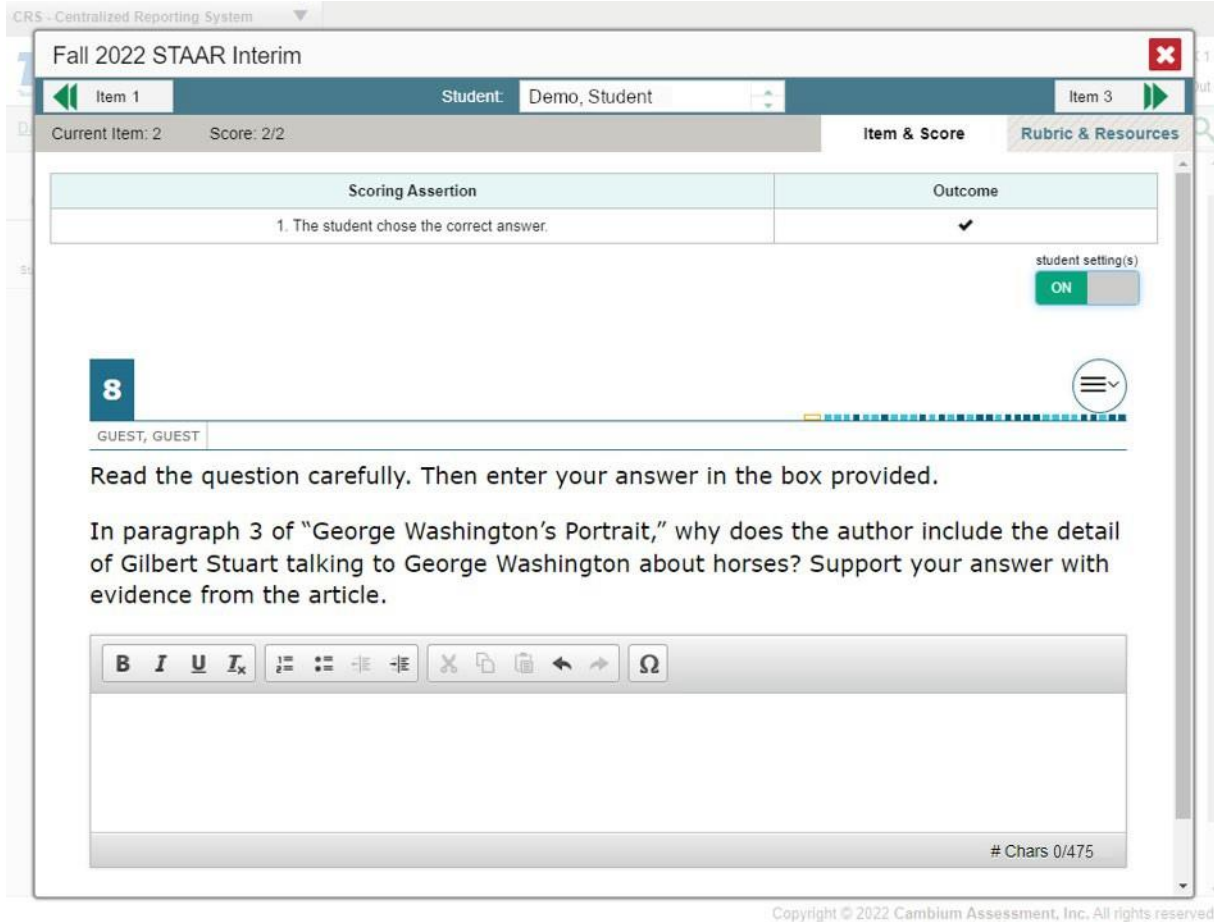 CRS - Centralized Reporting System
Fall 2022 STAAR Interim
Item 1
Student:
Demo, Student
Item 3
Current Item: 2
Score: 2/2
Item & Score
Rubric & Resources
Scoring Assertion
Outcome
1. The student chose the correct answer.
student setting(s)
ON
8
GUEST, GUEST
Read the question carefully. Then enter your answer in the box provided.
In paragraph 3 of “George Washington’s Portrait,” why does the author include the detail
of Gilbert Stuart talking to George Washington about horses? Support your answer with
evidence from the article.
B I U Tx Ω
# Chars 0/475
Copyright © 2022 Cambium Assessment, Inc. All rights reserved